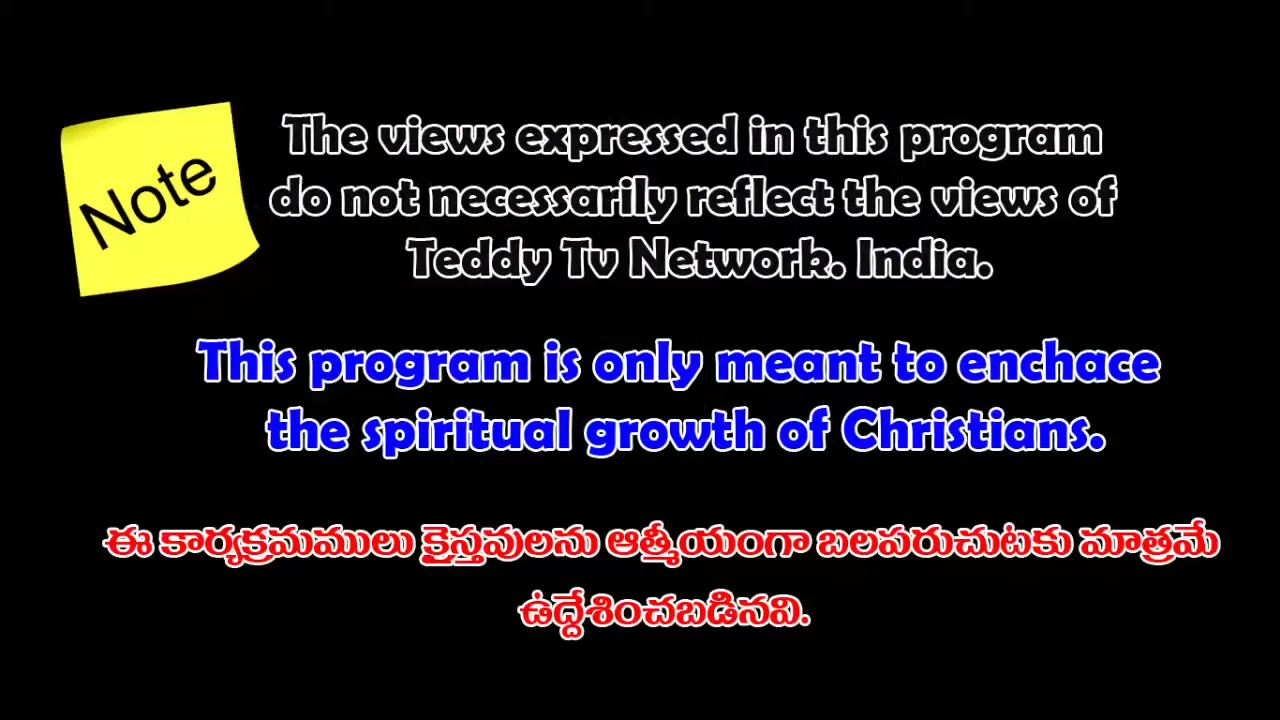 Note
The views expressed in this program
do not necessarily reflect the views of
Teddy Tv Network. India.
This program is only meant to enchace
the spiritual growth of Christians.
ఈ కార్యక్రమములు క్రైస్తవులను ఆత్మీయంగా బలపరుచుటకు మాత్రమే
ఉద్దేశించబడినవి.